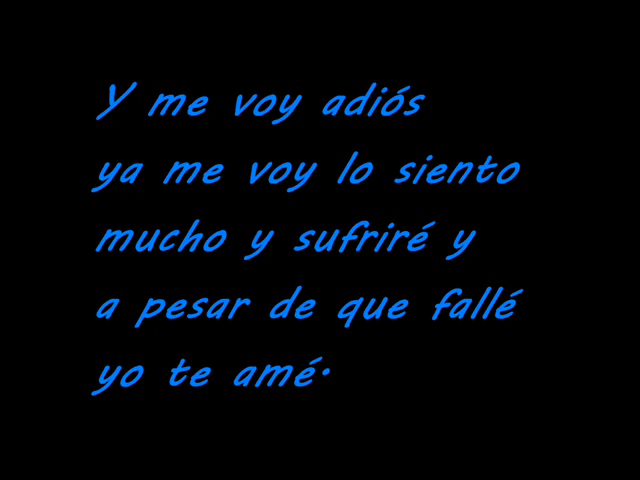 Y me voy adiós
ya me voy lo siento
mucho y sufriré y
a pesar de que fallé
yo te amé.